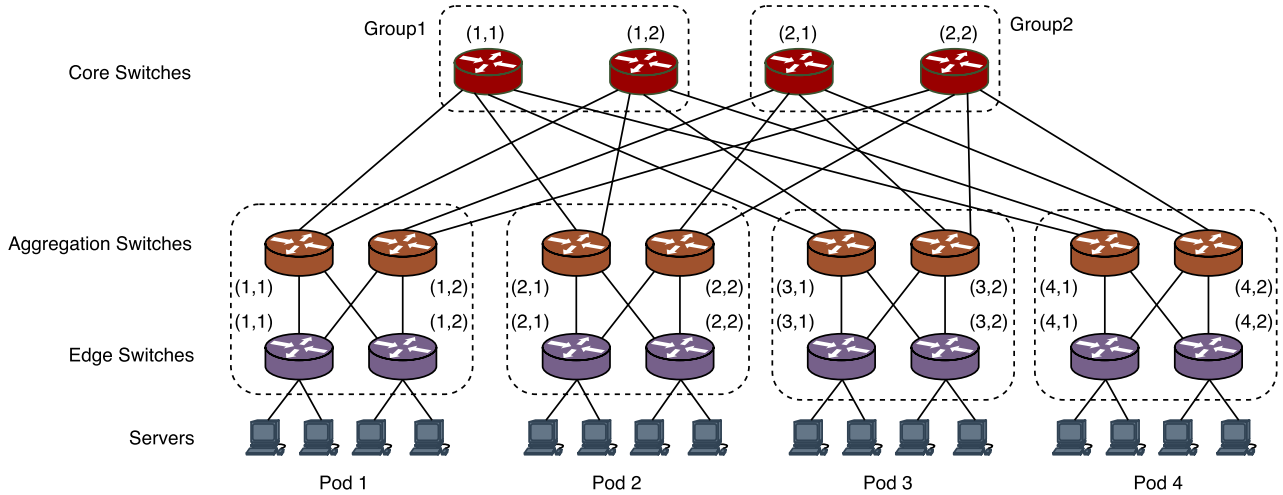 Group1
(1,1)
(1,2)
(2,1)
(2,2)
Group2
Core Switches
Aggregation Switches
(1,1)
(1,2)
(2,1)
(2,2)
(3,1)
(3,2)
(4,1)
(4,2)
(1,1)
(1,2)
(2,1)
(2,2)
(3,1)
(3,2)
(4,1)
(4,2)
Edge Switches
Servers
Pod 1
Pod 2
Pod 3
Pod 4